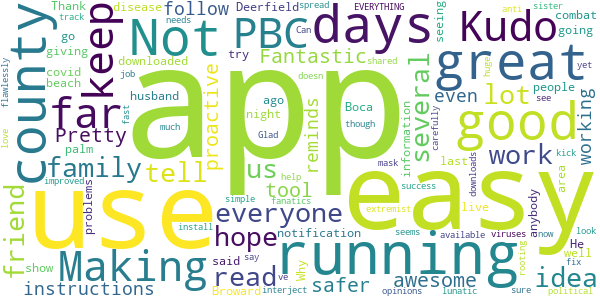 Thank track disease Deerfield spread EVERYTHING anti sister
go giving follow try seeing Can needs combat
county keep Not PBC days Kudo going
covid beach downloaded Fantastic great
flawlessly husband proactive ago night Boca even lot people yet
far app job fast much reminds though doesn shared several information working
Pretty tell us Glad carefully see huge
love family tool mask last good work area kick
palm help success downloads
friend use everyone simple fanatics live easy anybody now
problems improved hope notification seems available viruses He well look
show install said safer extremist rooting fix
Making read say ve Why awesome running idea
instructions Broward interject opinions lunatic sure political